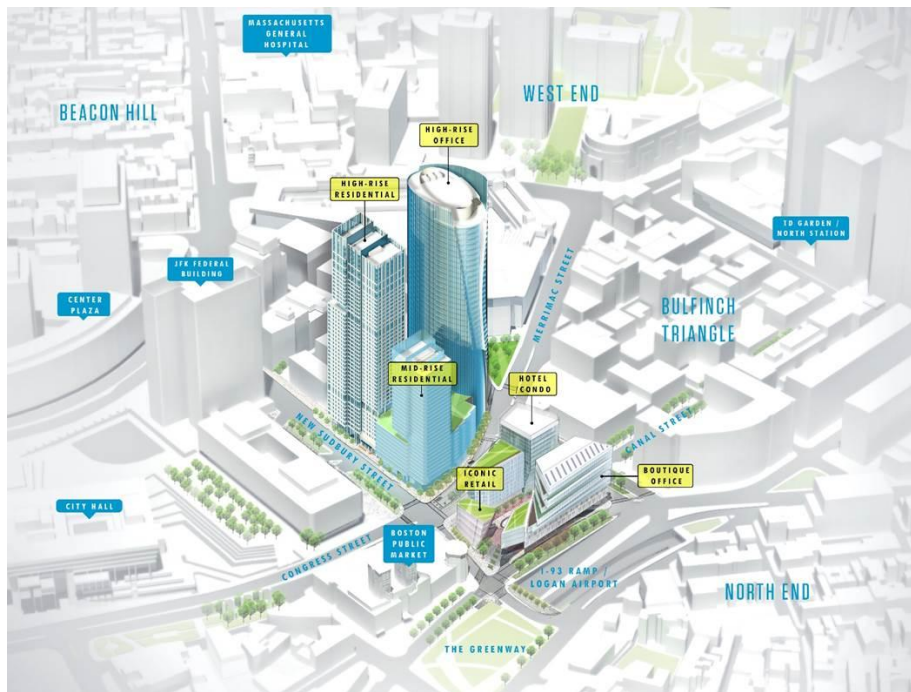 MASSACHUSETTS
GENERAL
HOSPITAL
WEST END
BEACON HILL
HIGH-RISE
OFFICE
HIGH-RISE
RESIDENTIAL
TD GARDEN /
NORTH STATION
JFK FEDERAL
BUILDING
MERRIMAC STREET
CENTER
PLAZA
BULFINCH
TRIANGLE
MID-RISE
RESIDENTIAL
HOTEL
/CONDO
NEW SUDBURY STREET
CANAL STREET
ICONIC
RETAIL
BOUTIQUE
OFFICE
CITY HALL
BOSTON
PUBLIC
MARKET
CONGRESS STREET
I-93 RAMP /
LOGAN AIRPORT
NORTH END
THE GREENWAY